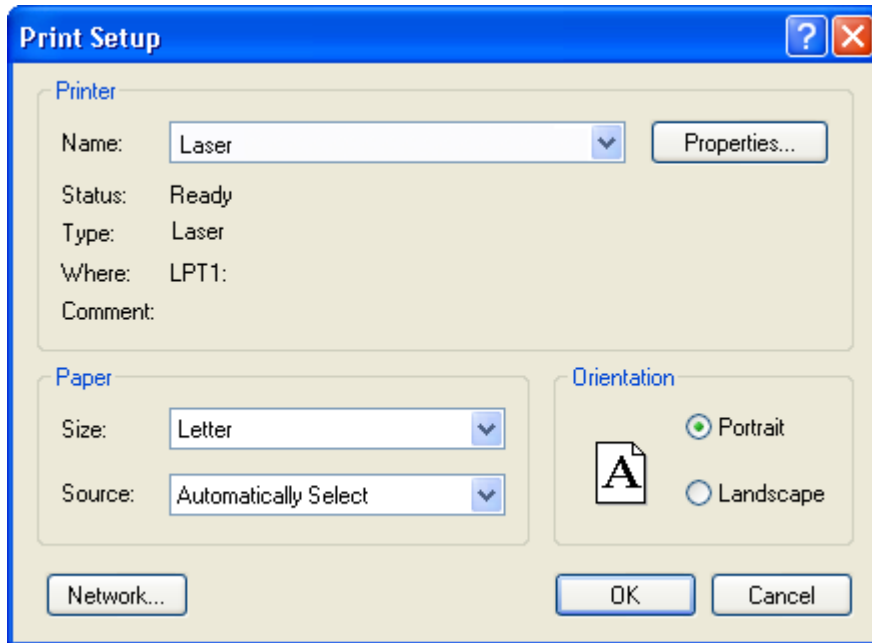 Print Setup
?
Printer
Name: Laser Properties...
Status: Ready
Type: Laser
Where: LPT1:
Comment:
Paper
Size: Letter
Source: Automatically Select
Orientation
A
Portrait
Landscape
Network... OK Cancel